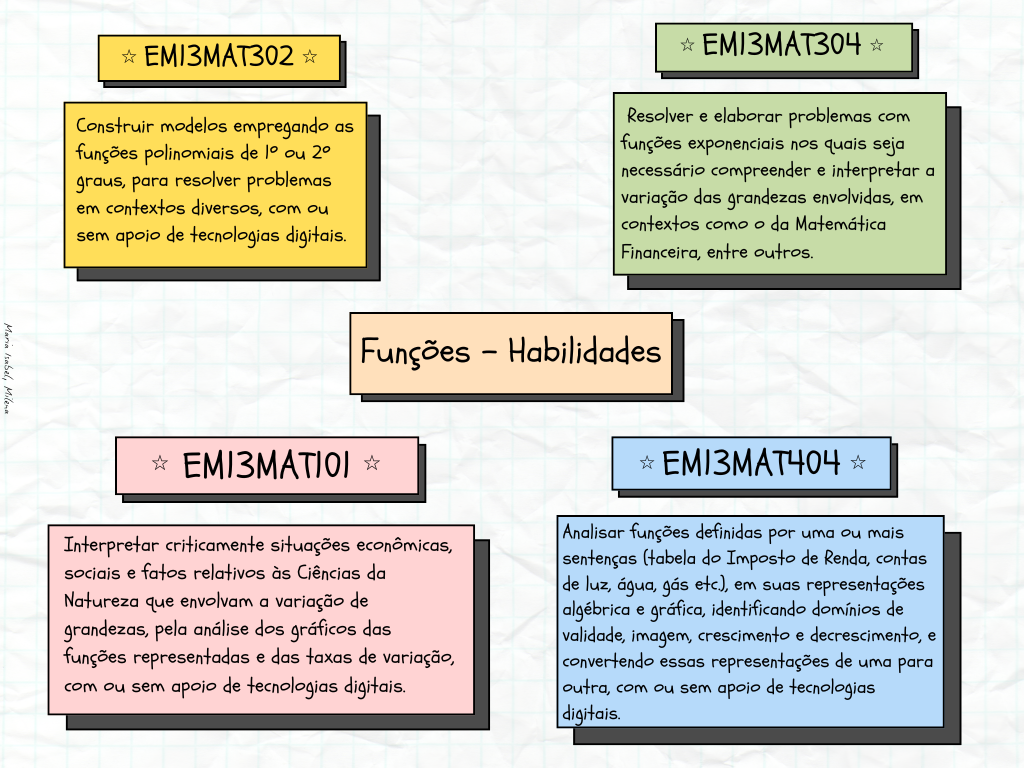 ☆ EM13MAT302 ☆
Construir modelos empregando as
funções polinomiais de 1º ou 2º
graus, para resolver problemas
em contextos diversos, com ou
sem apoio de tecnologias digitais.
☆ EM13MAT304 ☆
Resolver e elaborar problemas com
funções exponenciais nos quais seja
necessário compreender e interpretar a
variação das grandezas envolvidas, em
contextos como o da Matemática
Financeira, entre outros.
Maria Isabel, Milena
Funções - Habilidades
☆ EM13MAT101 ☆
Interpretar criticamente situações econômicas,
sociais e fatos relativos às Ciências da
Natureza que envolvam a variação de
grandezas, pela análise dos gráficos das
funções representadas e das taxas de variação,
com ou sem apoio de tecnologias digitais.
☆ EM13MAT404 ☆
Analisar funções definidas por uma ou mais
sentenças (tabela do Imposto de Renda, contas
de luz, água, gás etc.), em suas representações
algébrica e gráfica, identificando domínios de
validade, imagem, crescimento e decrescimento, e
convertendo essas representações de uma para
outra, com ou sem apoio de tecnologias
digitais.